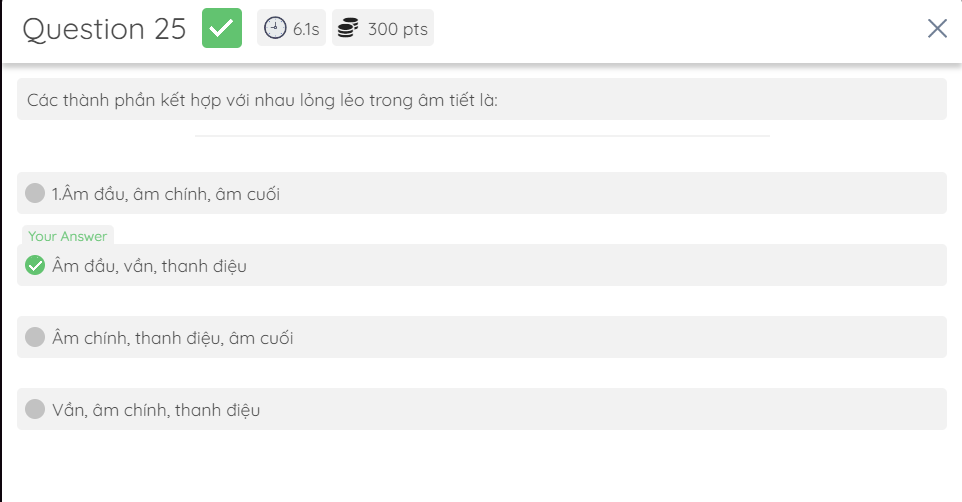 Question 25 6.1s 300 pts
Các thành phần kết hợp với nhau lỏng lẻo trong âm tiết là:
1.Âm đầu, âm chính, âm cuối
Your Answer
Âm đầu, vần, thanh điệu
Âm chính, thanh điệu, âm cuối
Vần, âm chính, thanh điệu